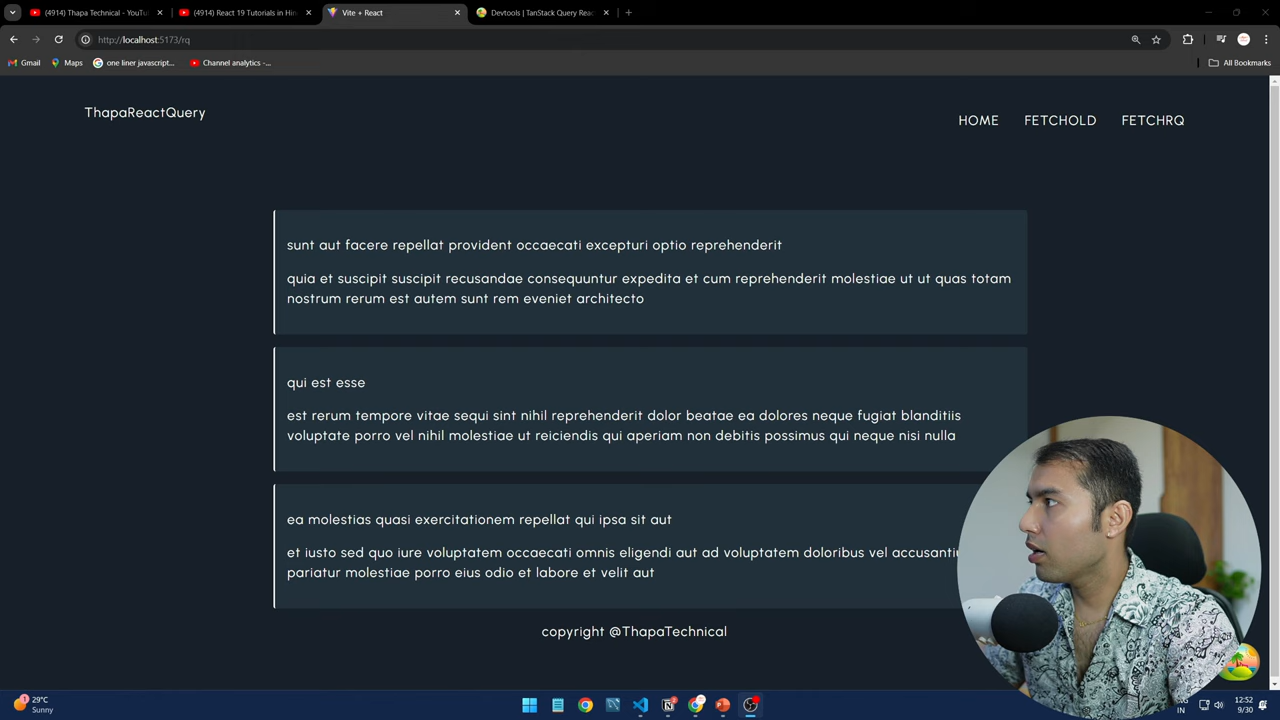 (4914) Thapa Technical - YouTu
(4914) React 19 Tutorials in Hin
Vite + React
Devtools | TanStack Query Reac
http://localhost:5173/rq
Gmail
Maps
one liner javascript...
Channel analytics -...
All Bookmarks
ThapaReactQuery
HOME
FETCHOLD
FETCHRQ
sunt aut facere repellat provident occaecati excepturi optio reprehenderit
quia et suscipit suscipit recusandae consequuntur expedita et cum reprehenderit molestiae ut ut quas totam
nostrum rerum est autem sunt rem eveniet architecto
qui est esse
est rerum tempore vitae sequi sint nihil reprehenderit dolor beatae ea dolores neque fugiat blanditiis
voluptate porro vel nihil molestiae ut reiciendis qui aperiam non debitis possimus qui neque nisi nulla
ea molestias quasi exercitationem repellat qui ipsa sit aut
et iusto sed quo iure voluptatem occaecati omnis eligendi aut ad voluptatem doloribus vel accusantiu
pariatur molestiae porro eius odio et labore et velit aut
copyright @ThapaTechnical
1
29°C
Sunny
IN
12:52
9/30